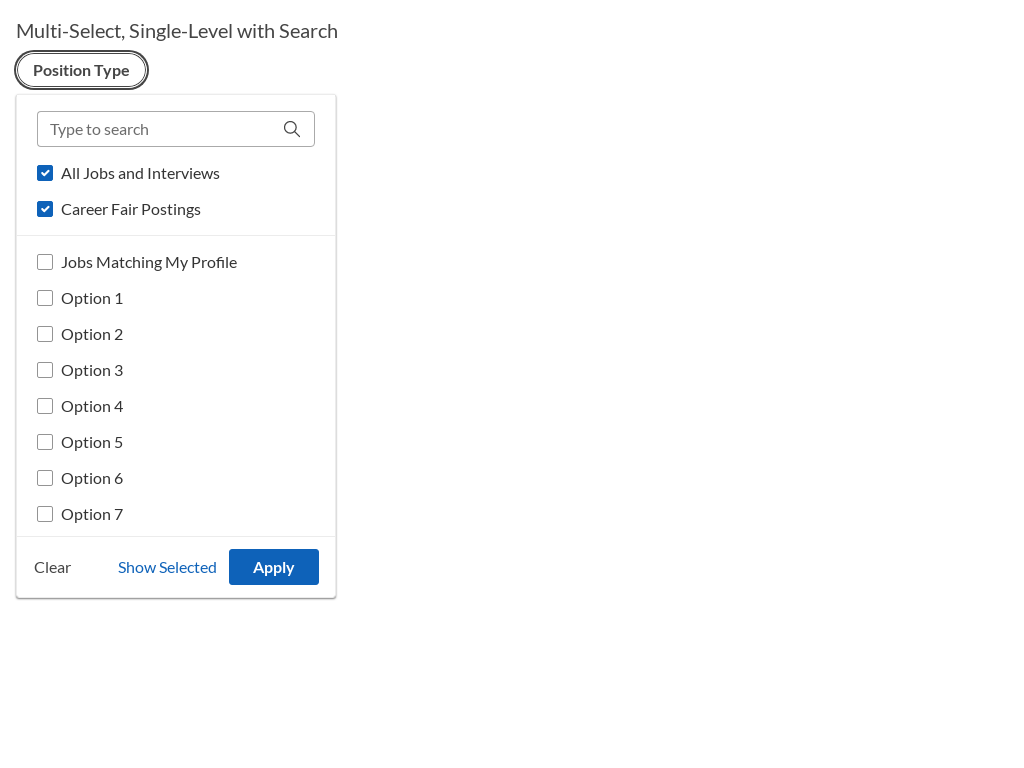 Multi-Select, Single-Level with Search
Position Type
Type to search
All Jobs and Interviews
Career Fair Postings
Jobs Matching My Profile
Option 1
Option 2
Option 3
Option 4
Option 5
Option 6
Option 7
Clear Show Selected Apply